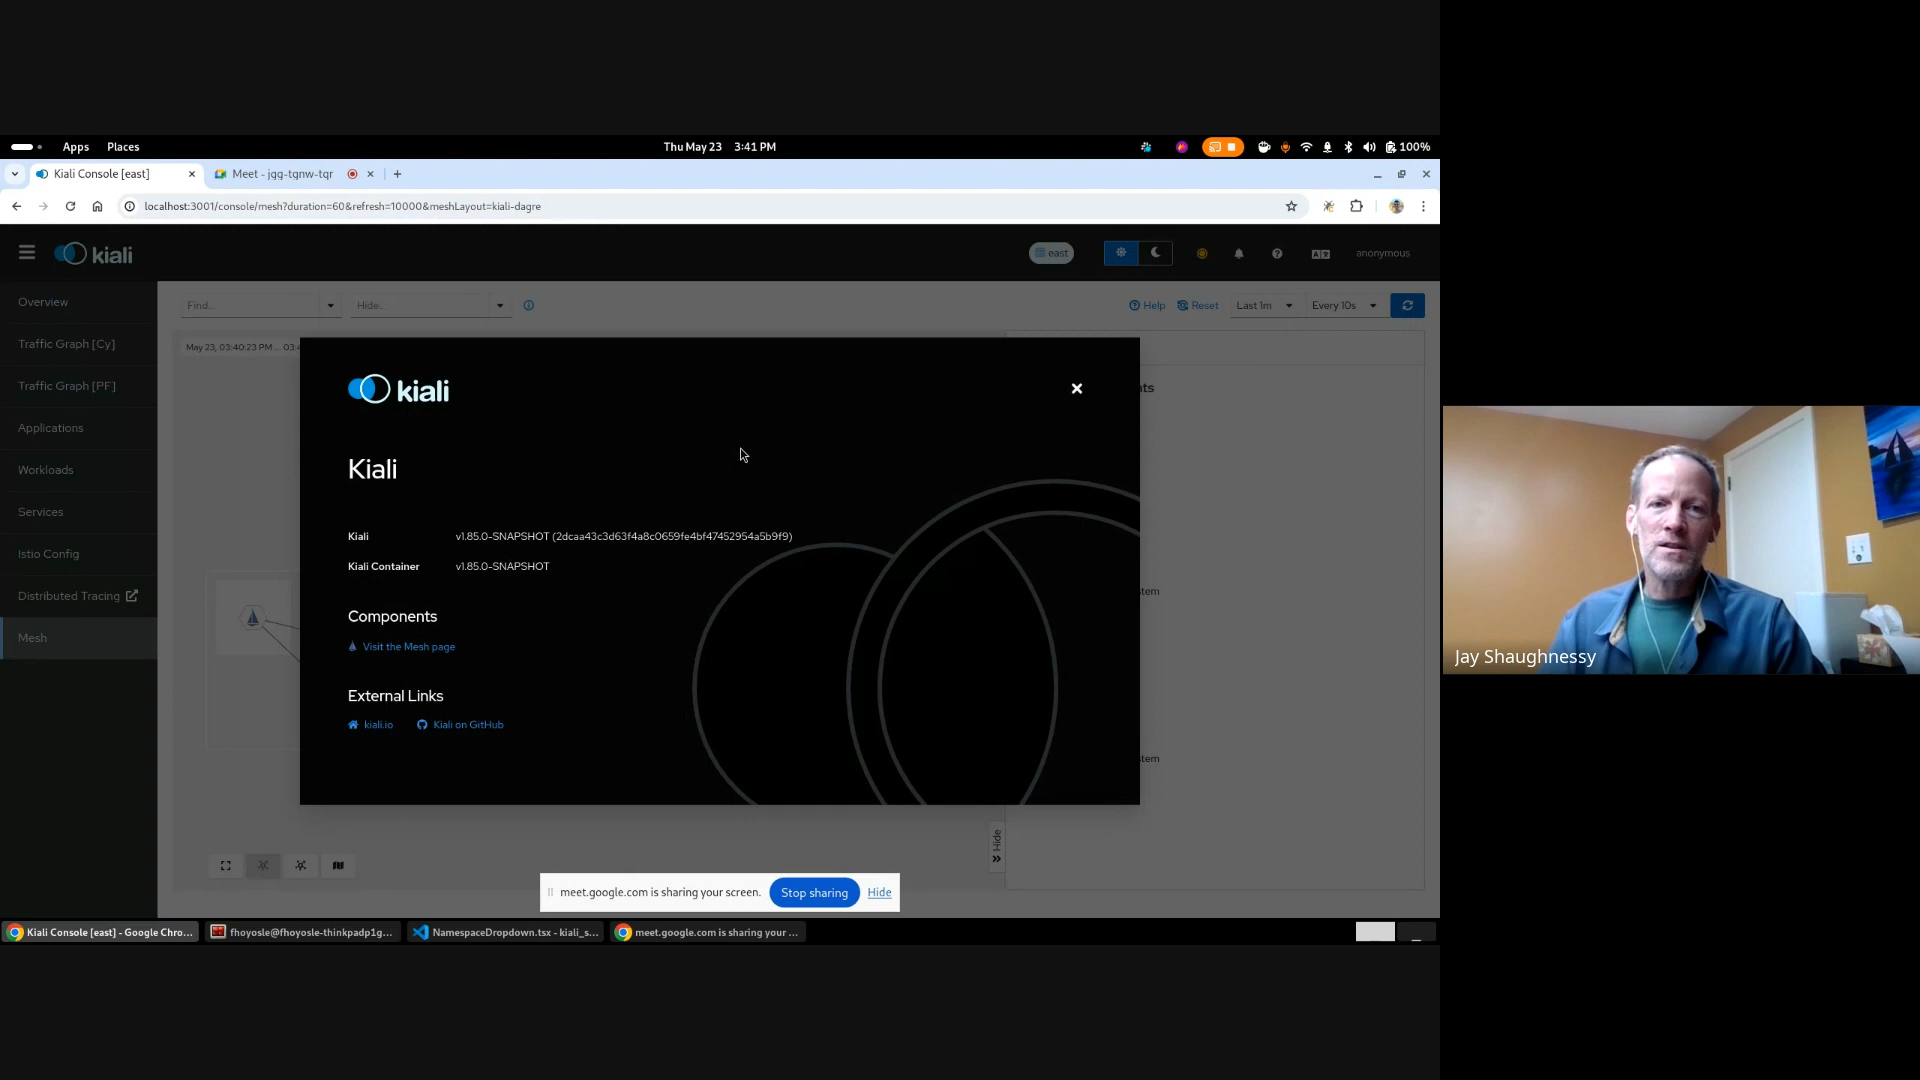 Apps Places Thu May 23 3:41 PM 100%
Kiali Console [east] Meet - jgg-tgnw-tqr
localhost:3001/console/mesh?duration=60&refresh=10000&meshLayout=kiali-dagre
kiali east anonymous
Overview
Traffic Graph [Cy]
Traffic Graph [PF]
Applications
Workloads
Services
Istio Config
Distributed Tracing
Mesh
Find... Hide... Help Reset Last 1m Every 10s
May 23, 03:40:23 PM ... 03:4
nts
tem
tem
Hide
kiali
Kiali
Kiali v1.85.0-SNAPSHOT (2dcaa43c3d63f4a8c0659fe4bf47452954a5b9f9)
Kiali Container v1.85.0-SNAPSHOT
Components
Visit the Mesh page
External Links
kiali.io Kiali on GitHub
meet.google.com is sharing your screen. Stop sharing Hide
Kiali Console [east] - Google Chro... fhoyosle@fhoyosle-thinkpadp1g... NamespaceDropdown.tsx - kiali_s... meet.google.com is sharing your ...
Jay Shaughnessy